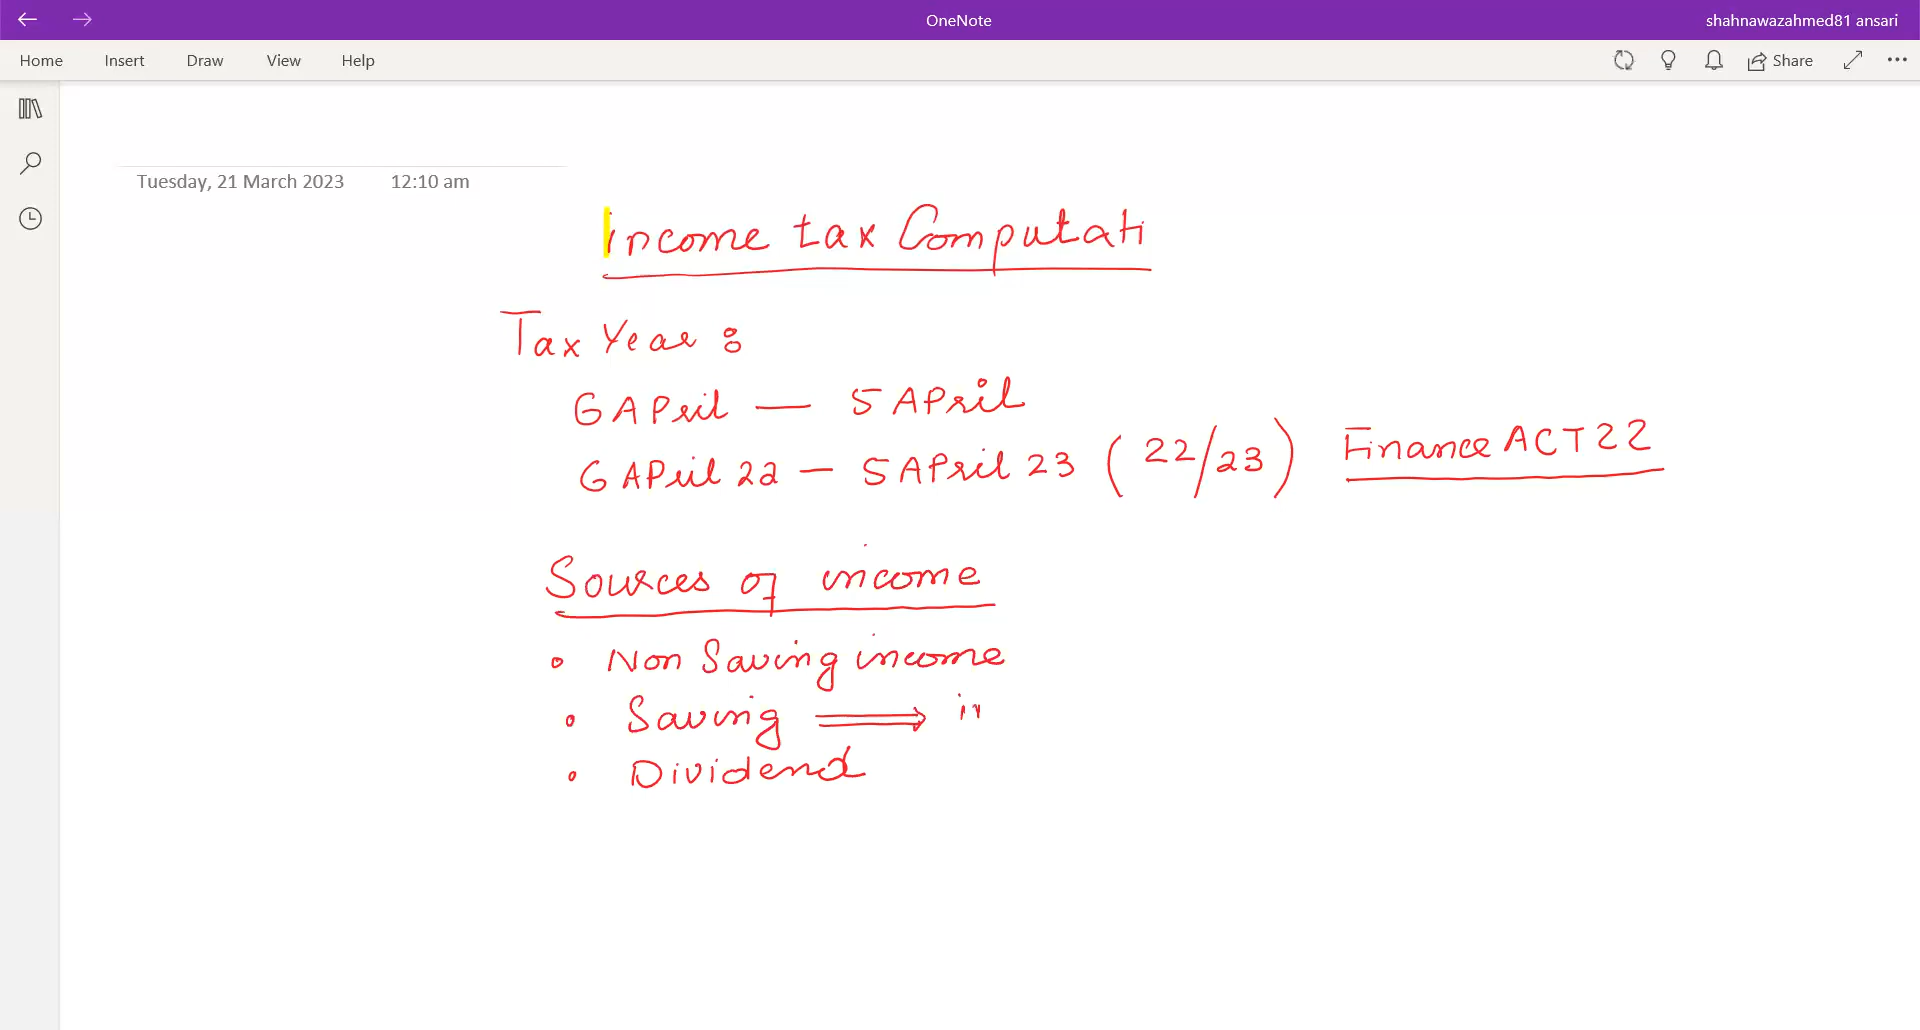 OneNote
shahnawazahmed81 ansari
Home Insert Draw View Help
Share
Tuesday, 21 March 2023 12:10 am
Income tax Computati
Tax Year :
6 April — 5 April
6 April 22 — 5 April 23 (22/23) Finance ACT 22
Sources of income
• Non Saving income
• Saving ⟹ in
• Dividend